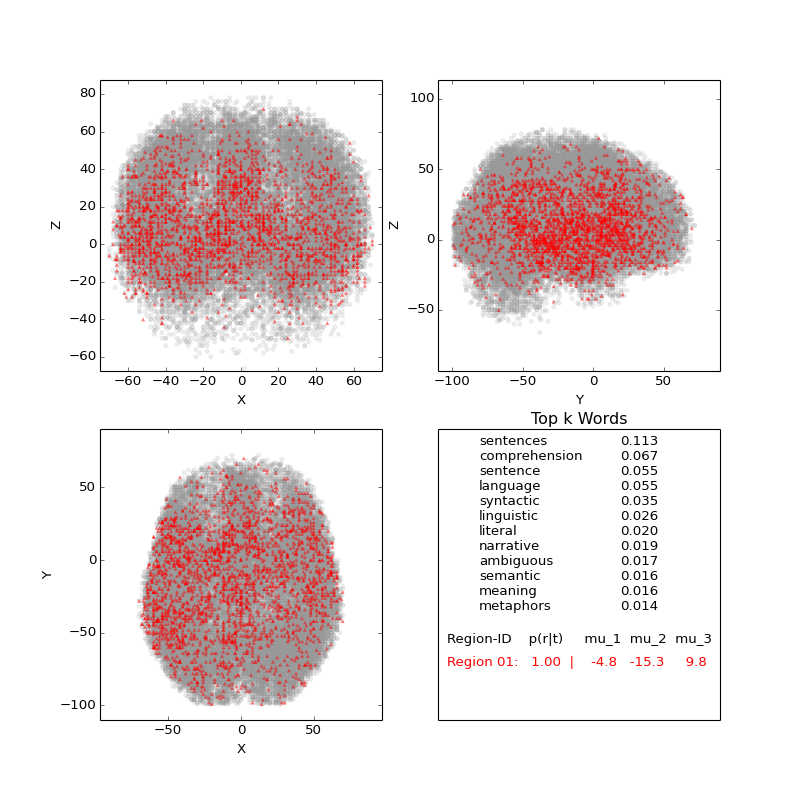 80
60
40
20
0
−20
−40
−60
Z
−60 −40 −20 0 20 40 60
X
100
50
0
−50
Z
−100 −50 0 50
Y
50
0
−50
−100
Y
−50 0 50
X
Top k Words
sentences 0.113
comprehension 0.067
sentence 0.055
language 0.055
syntactic 0.035
linguistic 0.026
literal 0.020
narrative 0.019
ambiguous 0.017
semantic 0.016
meaning 0.016
metaphors 0.014
Region-ID p(r|t) mu_1 mu_2 mu_3
Region 01: 1.00 | -4.8 -15.3 9.8